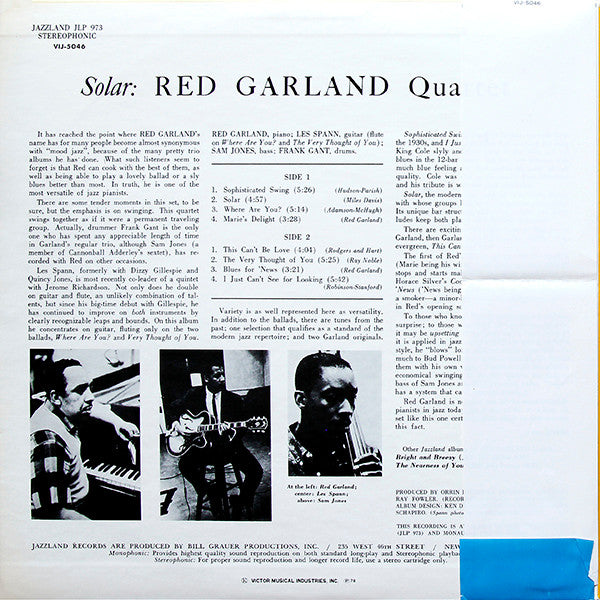 JAZZLAND JLP 973
STEREOPHONIC
VIJ-5046
VIJ-5046
Solar: RED GARLAND Quartet
It has reached the point where RED GARLAND's
name has for many people become almost synonymous
with "mood jazz", because of the many pretty trio
albums he has done. What such listeners seem to
forget is that Red can cook with the best of them, as
well as being able to play a lovely ballad or a sly
blues better than most. In truth, he is one of the
most versatile of jazz pianists.
There are some tender moments in this set, to be
sure, but the emphasis is on swinging. This quartet
swings together as if it were a permanent traveling
group. Actually, drummer Frank Gant is the only
one who has spent any appreciable length of time
in Garland's regular trio, although Sam Jones (a
member of Cannonball Adderley's sextet), has re-
corded with Red on other occasions.
Les Spann, formerly with Dizzy Gillespie and
Quincy Jones, is most recently co-leader of a quintet
with Jerome Richardson. Not only does he double
on guitar and flute, an unlikely combination of tal-
ents, but since his big-time debut with Gillespie, he
has continued to improve on both instruments by
clearly recognizable leaps and bounds. On this album
he concentrates on guitar, fluting only on the two
ballads, Where Are You? and Very Thought of You.
RED GARLAND, piano; LES SPANN, guitar (flute
on Where Are You? and The Very Thought of You);
SAM JONES, bass; FRANK GANT, drums.
SIDE 1
1. Sophisticated Swing (5:26) (Hudson-Parish)
2. Solar (4:57) (Miles Davis)
3. Where Are You? (5:14) (Adamson-McHugh)
4. Marie's Delight (3:28) (Red Garland)
SIDE 2
1. This Can't Be Love (4:04) (Rodgers and Hart)
2. The Very Thought of You (5:25) (Ray Noble)
3. Blues for 'News (3:21) (Red Garland)
4. I Just Can't See for Looking (5:42)
(Robinson-Stanford)
Variety is as well represented here as versatility.
In addition to the ballads, there are tunes from the
past; one selection that qualifies as a standard of the
modern jazz repertoire; and two Garland originals.
At the left: Red Garland;
center: Les Spann;
above: Sam Jones
Sophisticated Swi
the 1930s, and I Jus
King Cole slyly an
blues in the 12-bar
much blue feeling
quality. Cole was
and his tribute is w
Solar, the modern
with whose groups
Its unique bar struc
ludes keep both pla
There are exciti
Garland, then Garla
evergreen, This Can
The first of Red'
(Marie being his wi
stops and starts ma
Horace Silver's Co
'News ('News being
a smoker—a minor-
in Red's opening s
To those who kno
surprise; to those w
it may be upsetting
it is applied in jazz
style, he "blows" lo
much to Bud Powell
them with his own
economical swinging
bass of Sam Jones a
has a system that ca
Red Garland is n
pianists in jazz toda
set like this one cert
this fact.
Other Jazzland album
Bright and Breezy (J
The Nearness of You
PRODUCED BY ORRIN
RAY FOWLER. (RECOR
ALBUM DESIGN: KEN D
SCHAPIRO. (Spann photo
THIS RECORDING IS A
(JLP 973) AND MONAU
JAZZLAND RECORDS ARE PRODUCED BY BILL GRAUER PRODUCTIONS, INC. / 235 WEST 46TH STREET / NEW
Monophonic: Provides highest quality sound reproduction on both standard long-play and Stereophonic playba
Stereophonic: For proper sound reproduction and longer record life, use a stereo cartridge only.
VICTOR MUSICAL INDUSTRIES, INC.